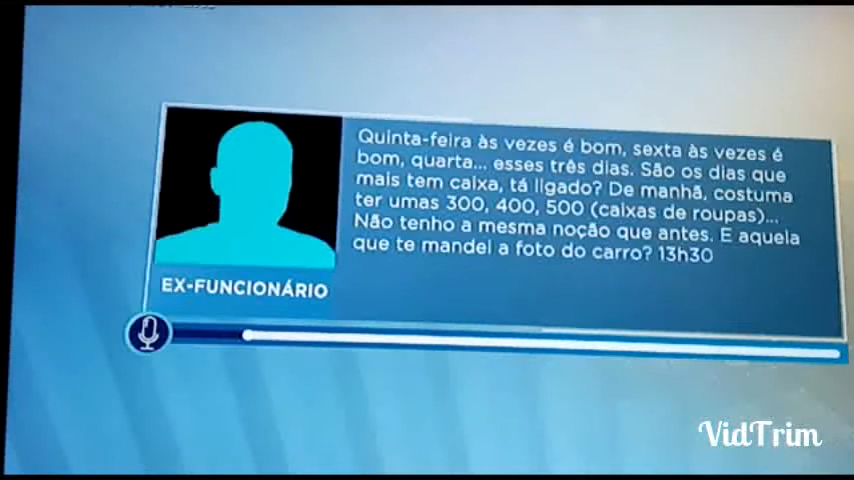 Quinta-feira às vezes é bom, sexta às vezes é
bom, quarta... esses três dias. São os dias que
mais tem caixa, tá ligado? De manhã, costuma
ter umas 300, 400, 500 (caixas de roupas)...
Não tenho a mesma noção que antes. E aquela
que te mandei a foto do carro? 13h30
EX-FUNCIONÁRIO
VidTrim